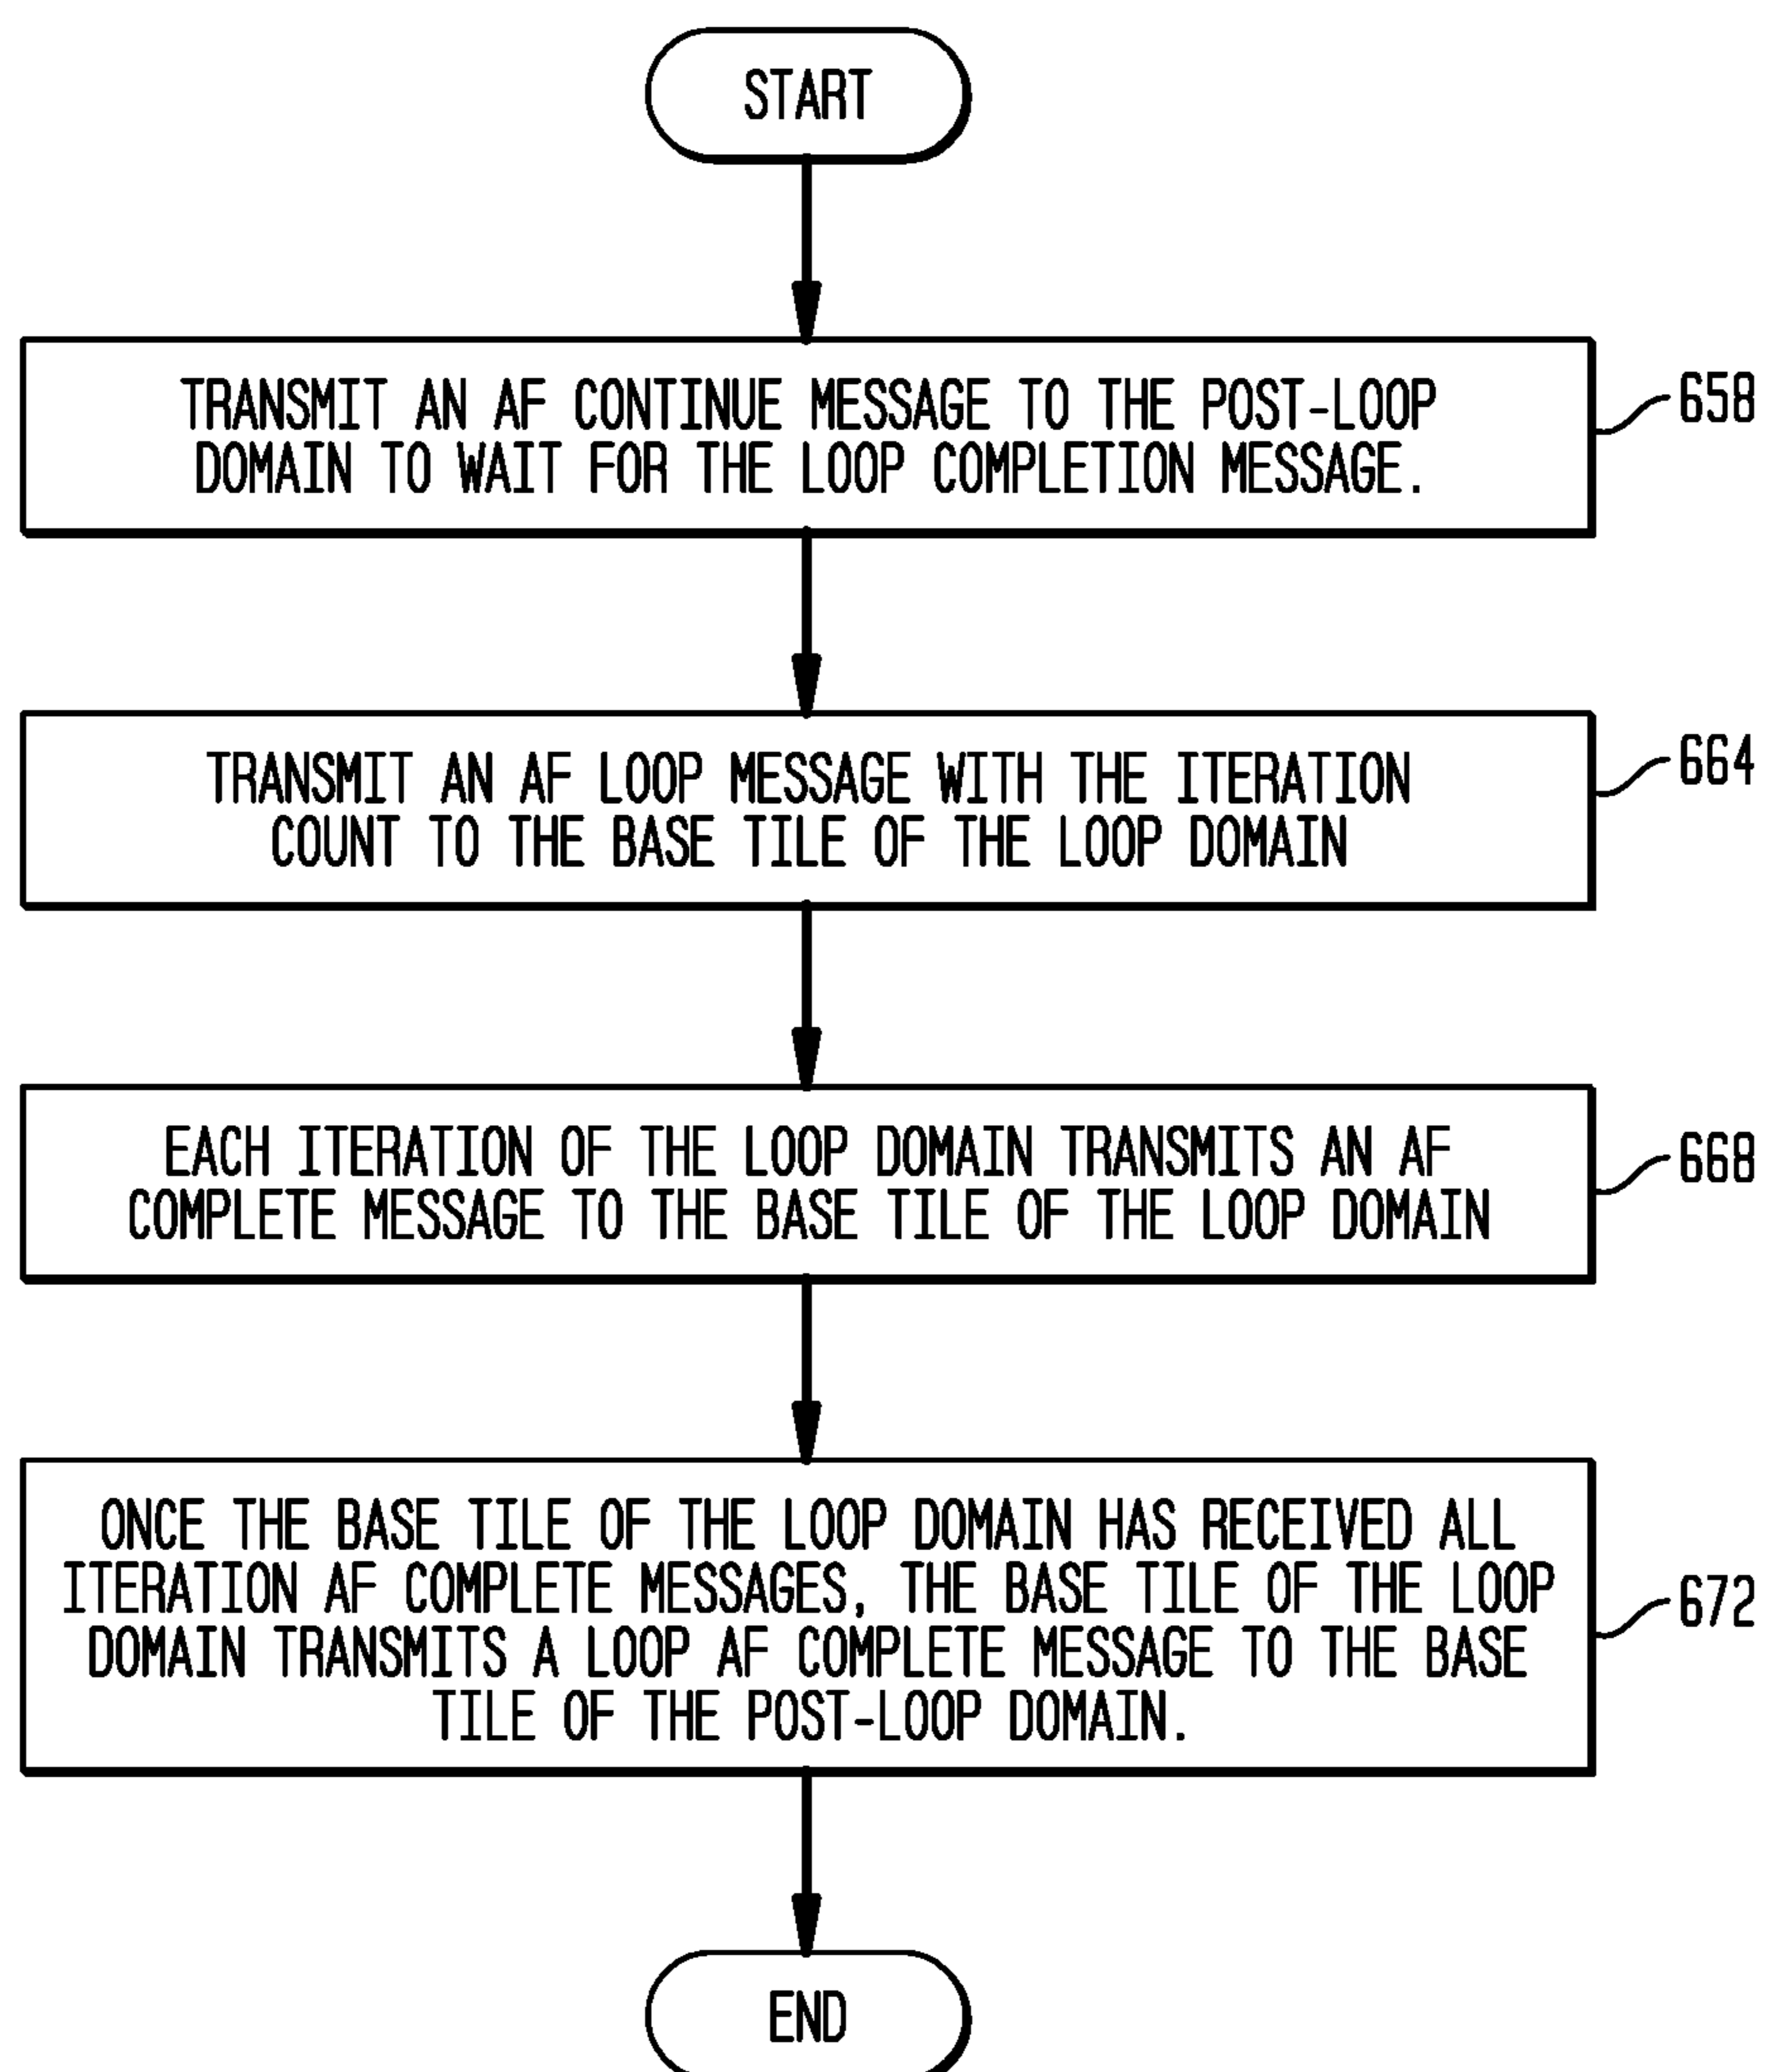 START
TRANSMIT AN AF CONTINUE MESSAGE TO THE POST-LOOP
DOMAIN TO WAIT FOR THE LOOP COMPLETION MESSAGE.
658
TRANSMIT AN AF LOOP MESSAGE WITH THE ITERATION
COUNT TO THE BASE TILE OF THE LOOP DOMAIN
664
EACH ITERATION OF THE LOOP DOMAIN TRANSMITS AN AF
COMPLETE MESSAGE TO THE BASE TILE OF THE LOOP DOMAIN
668
ONCE THE BASE TILE OF THE LOOP DOMAIN HAS RECEIVED ALL
ITERATION AF COMPLETE MESSAGES, THE BASE TILE OF THE LOOP
DOMAIN TRANSMITS A LOOP AF COMPLETE MESSAGE TO THE BASE
TILE OF THE POST-LOOP DOMAIN.
672
END